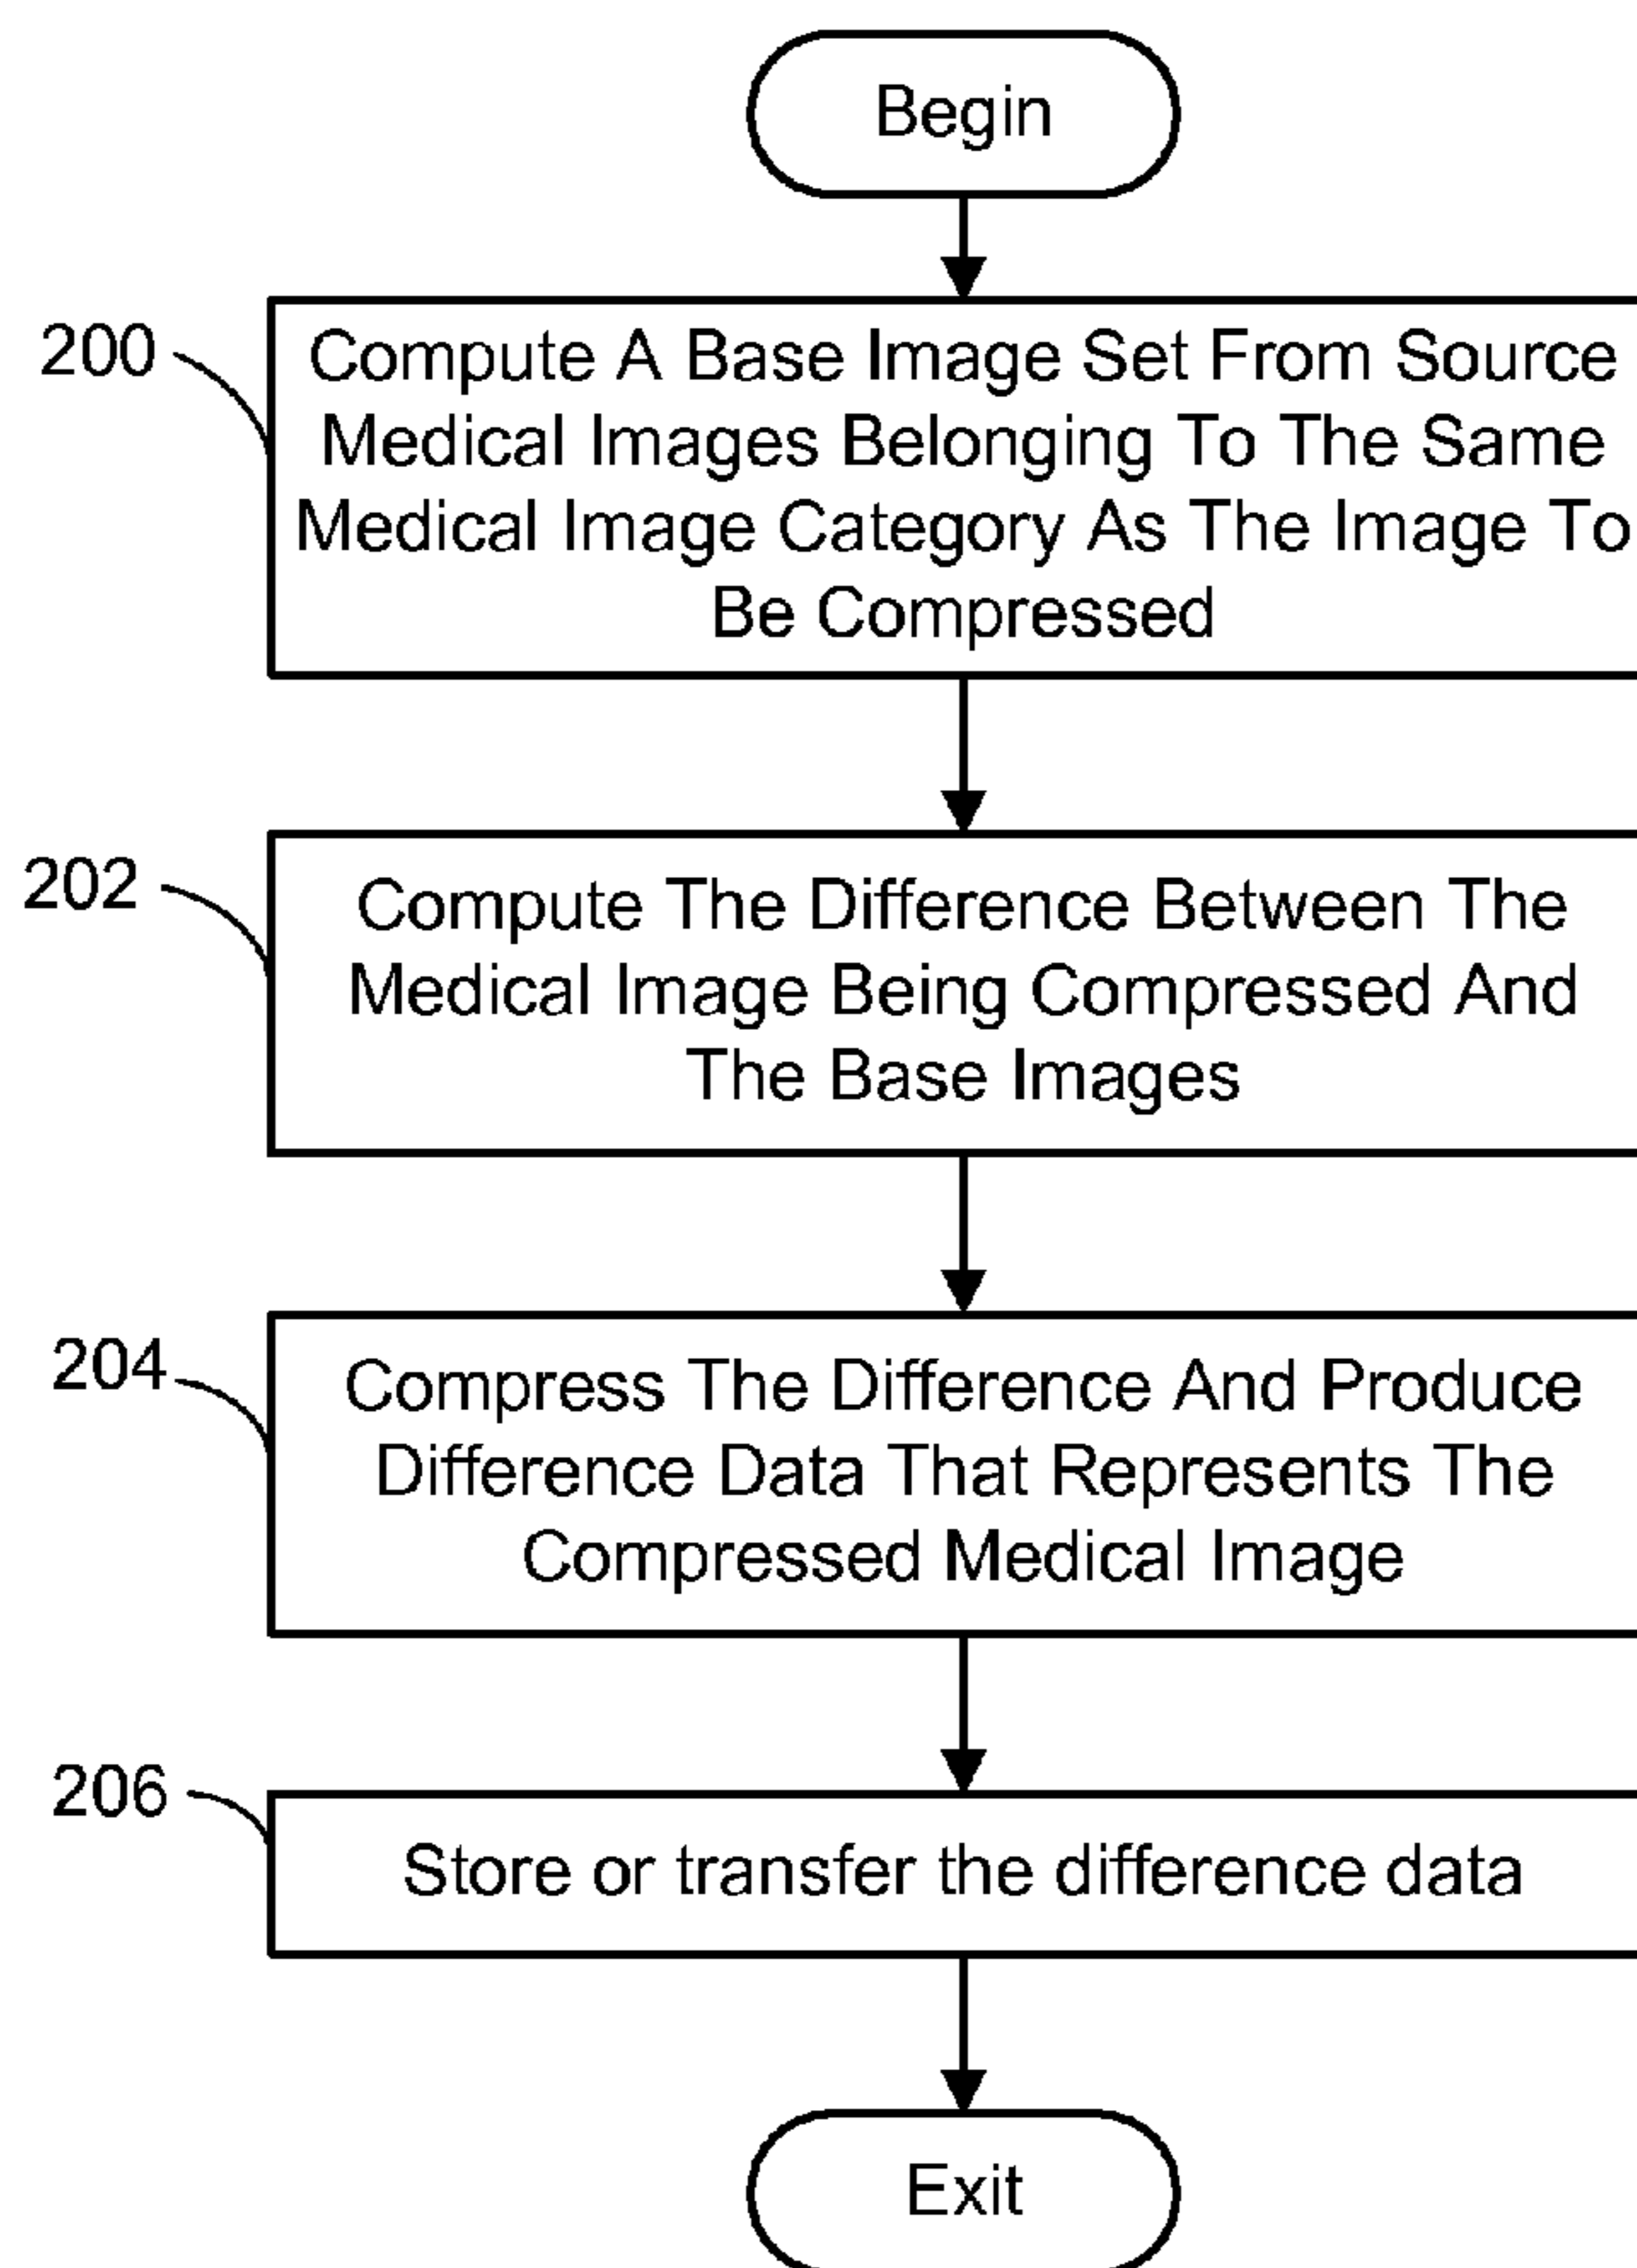 Begin
200
Compute A Base Image Set From Source
Medical Images Belonging To The Same
Medical Image Category As The Image To
Be Compressed
202
Compute The Difference Between The
Medical Image Being Compressed And
The Base Images
204
Compress The Difference And Produce
Difference Data That Represents The
Compressed Medical Image
206
Store or transfer the difference data
Exit